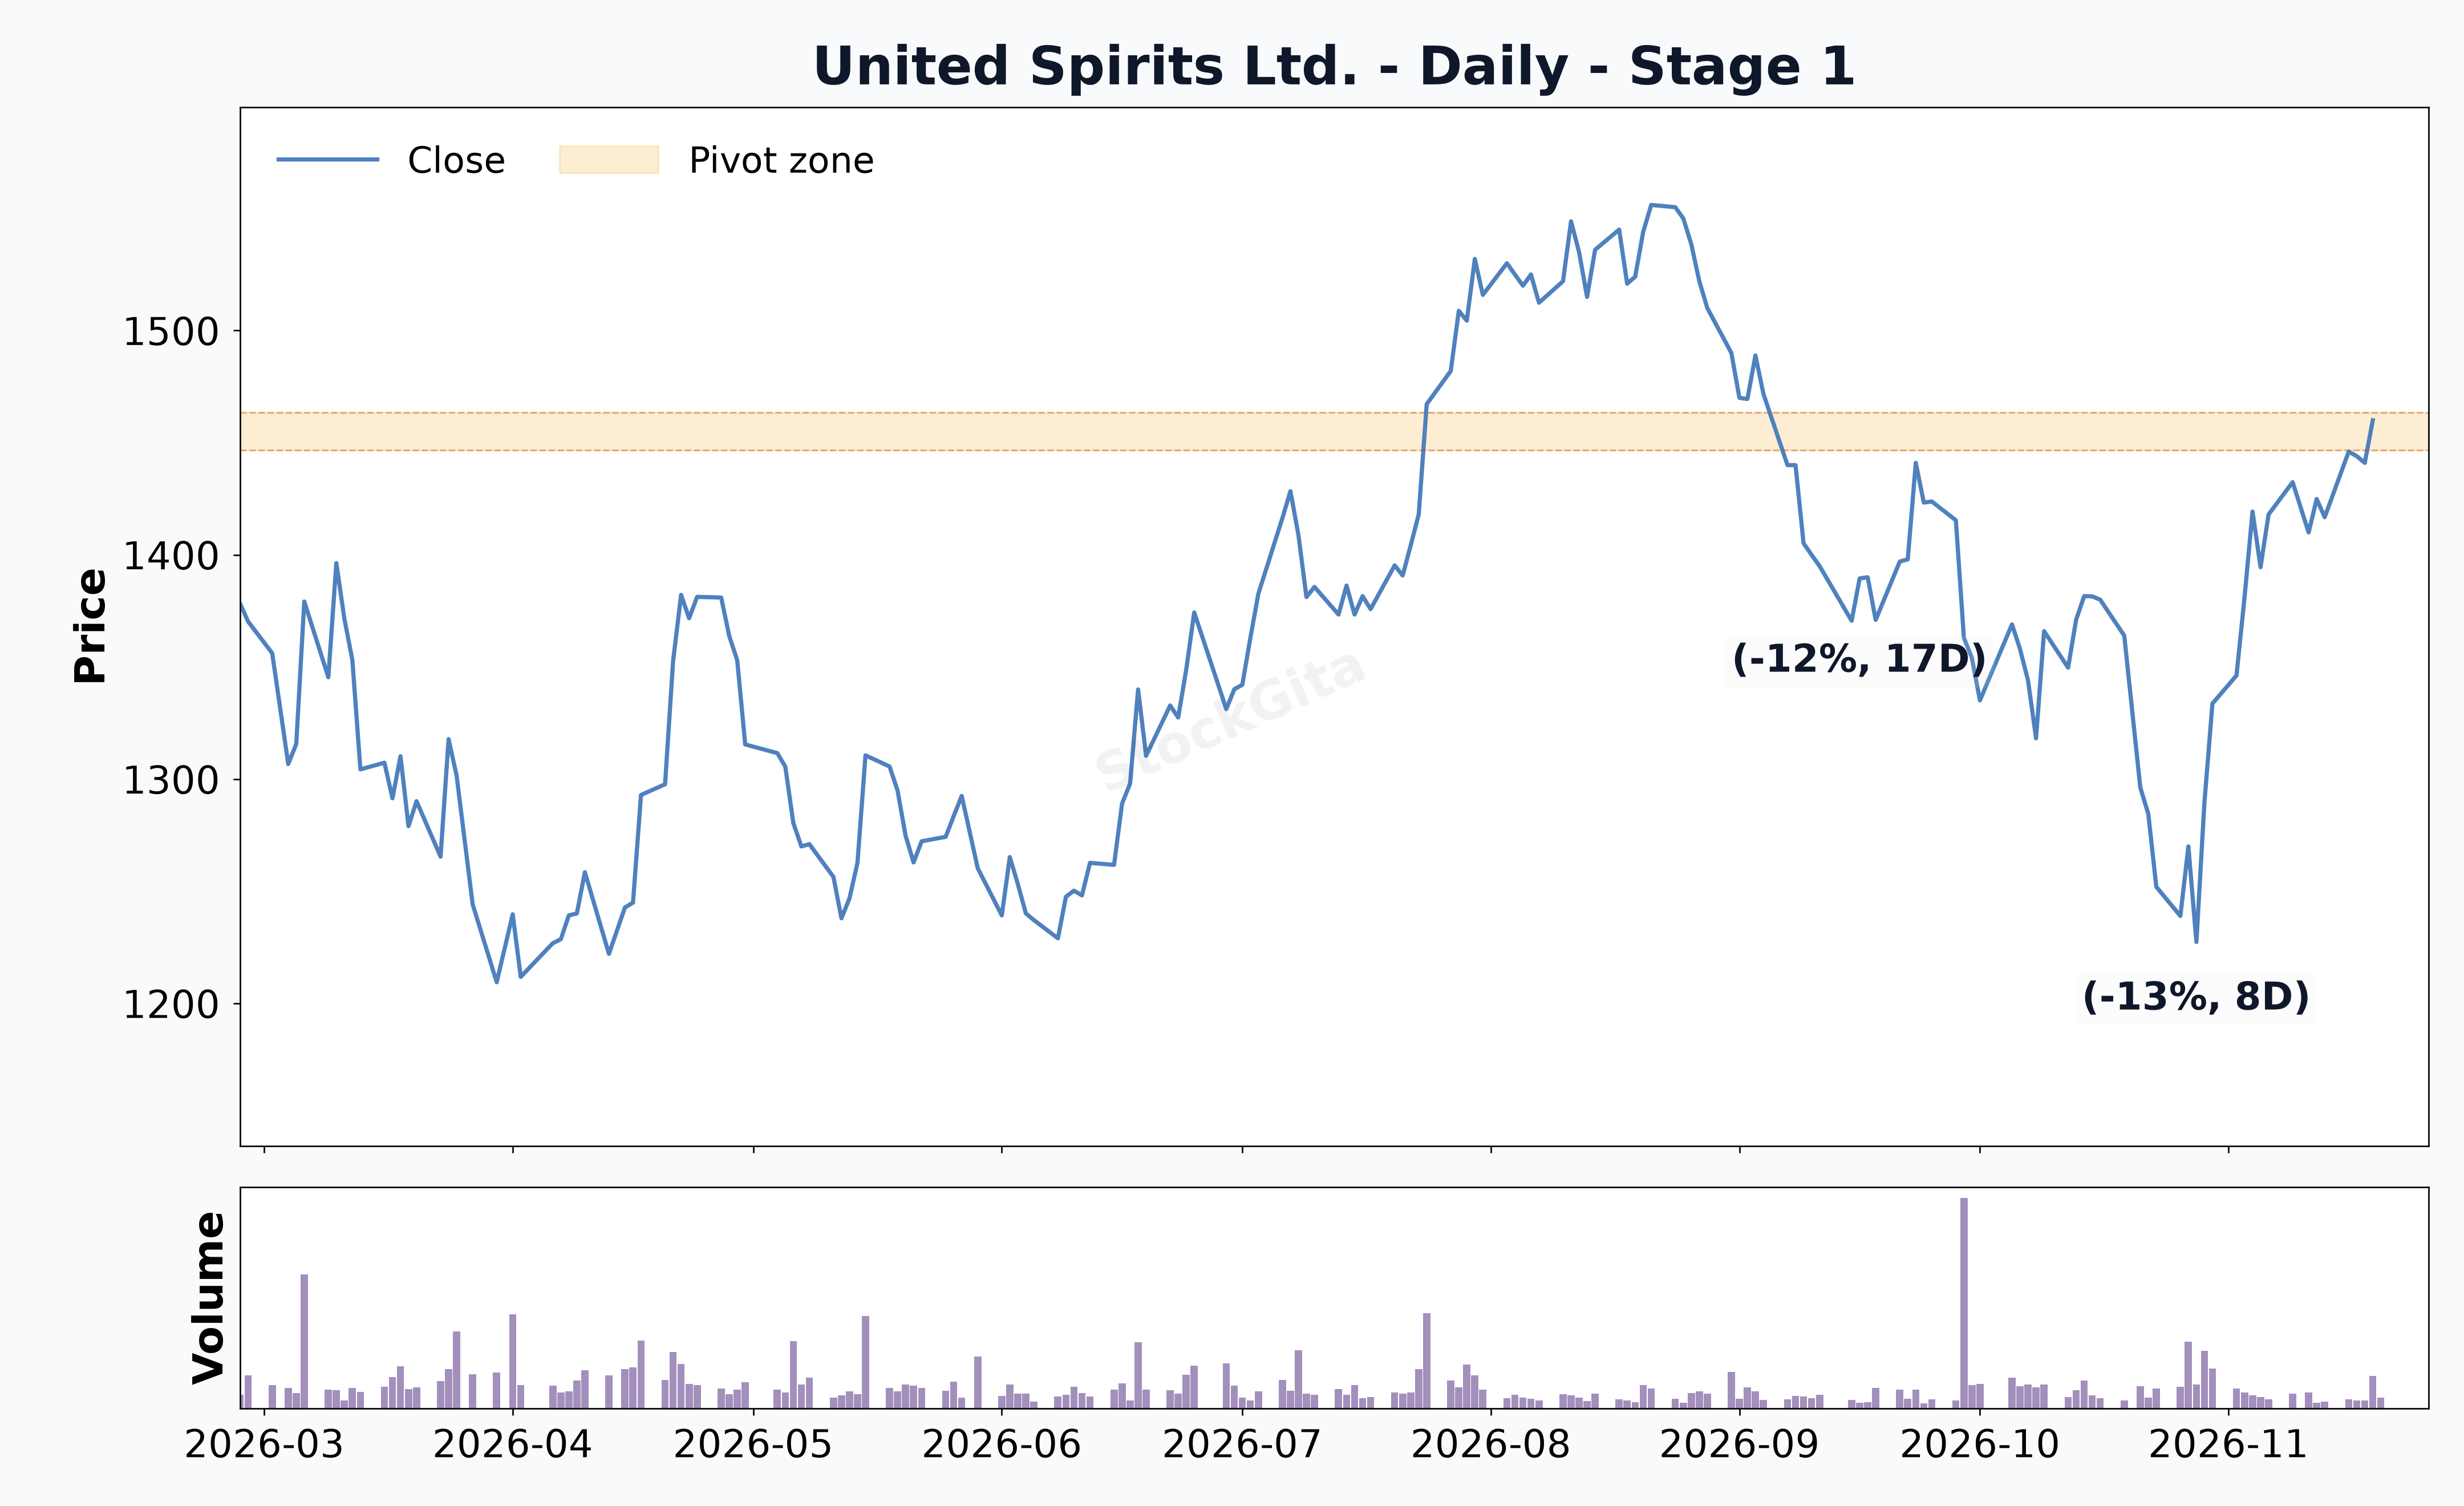 United Spirits Ltd. - Daily - Stage 1
Close
Pivot zone
Price
1500
1400
1300
1200
(-12%, 17D)
(-13%, 8D)
StockGita
Volume
2026-03
2026-04
2026-05
2026-06
2026-07
2026-08
2026-09
2026-10
2026-11